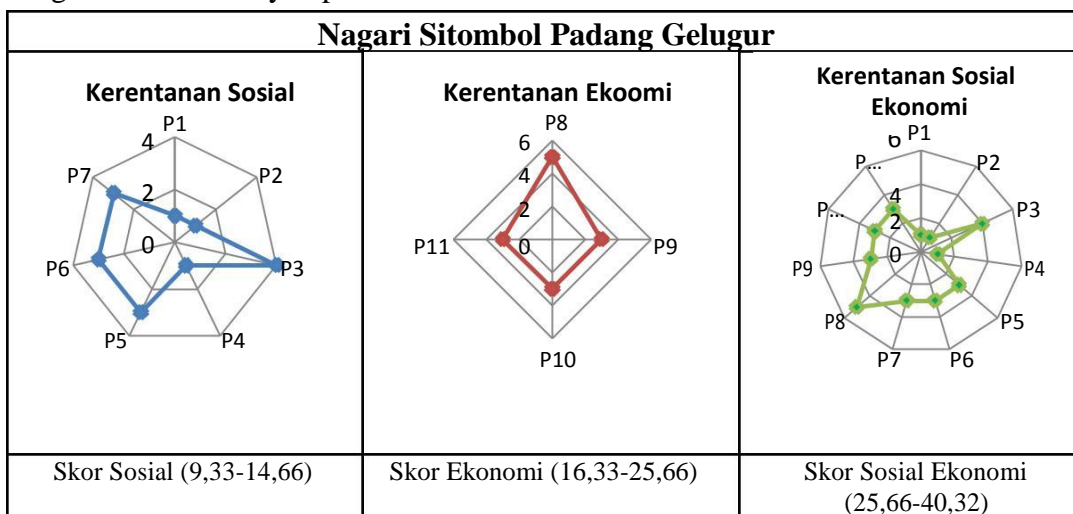 Nagari Sitombol Padang Gelugur
Kerentanan Sosial
P1
4
P7
P2
2
0
P6
P3
P5
P4
Kerentanan Ekoomi
P8
6
4
2
P11
0
P9
P10
Kerentanan Sosial
Ekonomi
P1
6
P...
P2
P...
4
P3
2
0
P9
P4
P8
P5
P7
P6
Skor Sosial (9,33-14,66)
Skor Ekonomi (16,33-25,66)
Skor Sosial Ekonomi
(25,66-40,32)